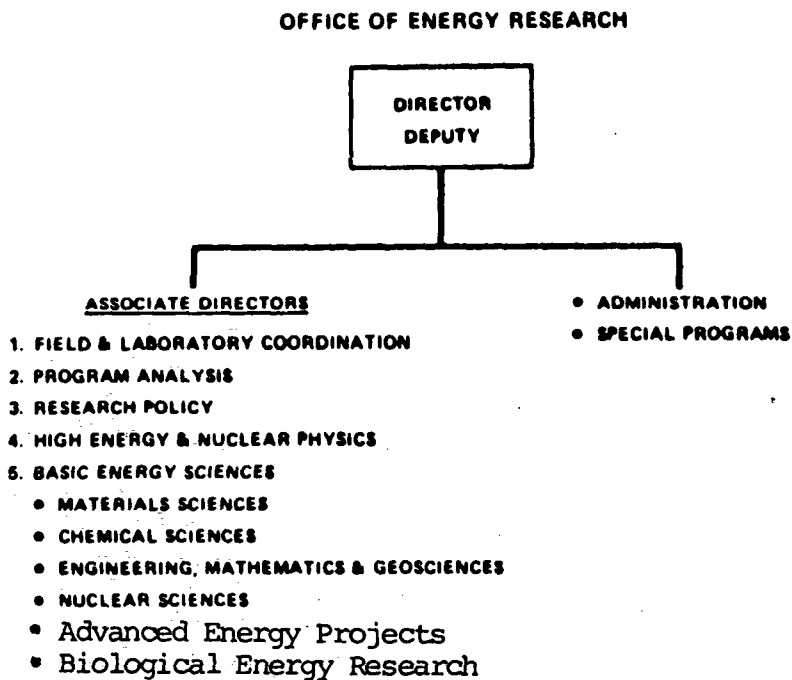 OFFICE OF ENERGY RESEARCH
DIRECTOR
DEPUTY
ASSOCIATE DIRECTORS
1. FIELD & LABORATORY COORDINATION
2. PROGRAM ANALYSIS
3. RESEARCH POLICY
4. HIGH ENERGY & NUCLEAR PHYSICS
5. BASIC ENERGY SCIENCES
• MATERIALS SCIENCES
• CHEMICAL SCIENCES
• ENGINEERING, MATHEMATICS & GEOSCIENCES
• NUCLEAR SCIENCES
• Advanced Energy Projects
• Biological Energy Research
• ADMINISTRATION
• SPECIAL PROGRAMS